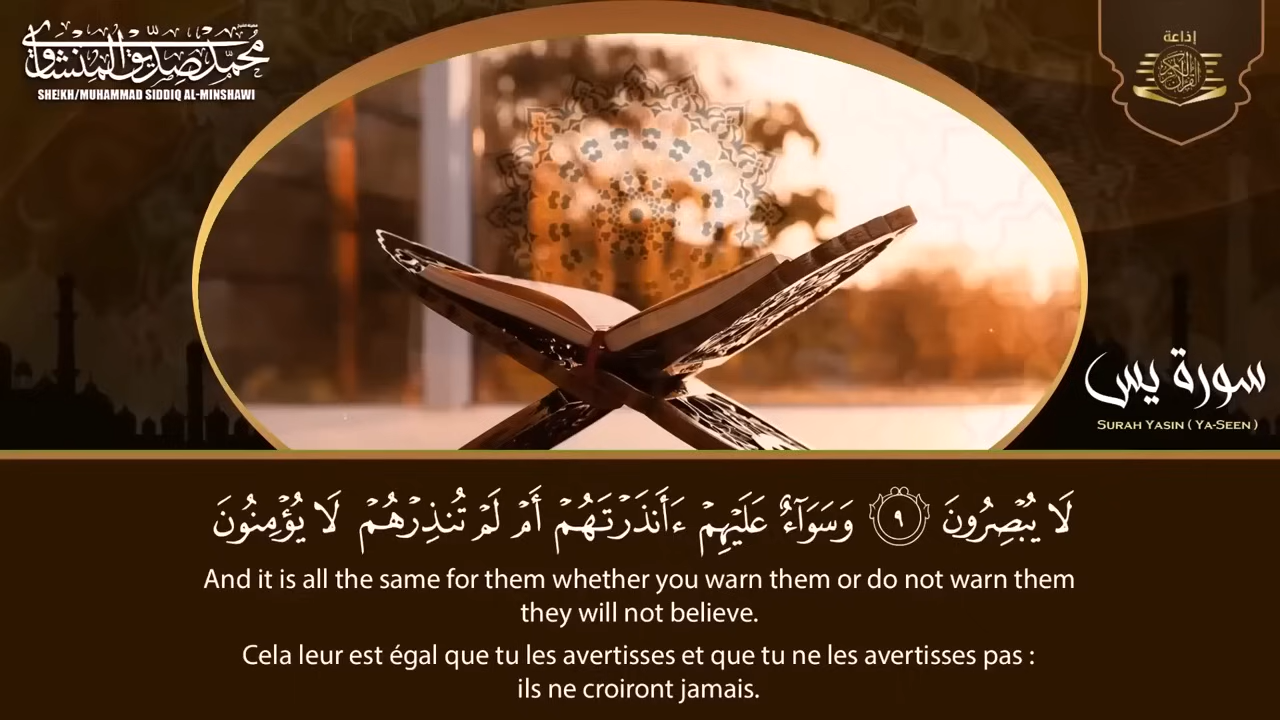 محمد صديق المنشاوي
SHEIKH/MUHAMMAD SIDDIQ AL-MINSHAWI
إذاعة
القرآن الكريم
سورة يس
SURAH YASIN ( YA-SEEN )
لَا يُبْصِرُونَ ٩ وَسَوَآءٌ عَلَيْهِمْ ءَأَنذَرْتَهُمْ أَمْ لَمْ تُنذِرْهُمْ لَا يُؤْمِنُونَ
And it is all the same for them whether you warn them or do not warn them
they will not believe.
Cela leur est égal que tu les avertisses et que tu ne les avertisses pas :
ils ne croiront jamais.